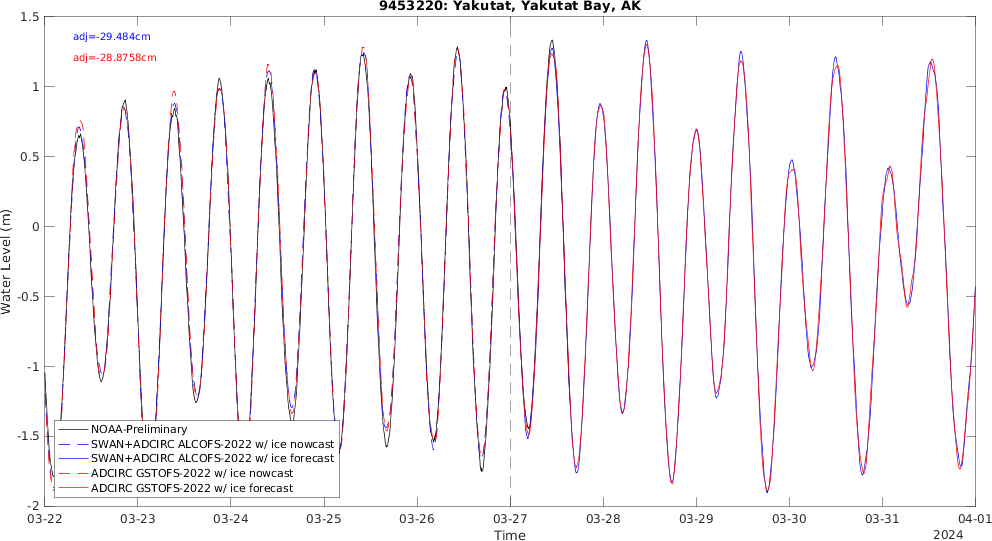 9453220: Yakutat, Yakutat Bay, AK
adj=-29.484cm
adj=-28.8758cm
Water Level (m)
1.5
1
0.5
0
-0.5
-1
-1.5
-2
NOAA-Preliminary
SWAN+ADCIRC ALCOFS-2022 w/ ice nowcast
SWAN+ADCIRC ALCOFS-2022 w/ ice forecast
ADCIRC GSTOFS-2022 w/ ice nowcast
ADCIRC GSTOFS-2022 w/ ice forecast
03-22 03-23 03-24 03-25 03-26 03-27 03-28 03-29 03-30 03-31 04-01
Time
2024